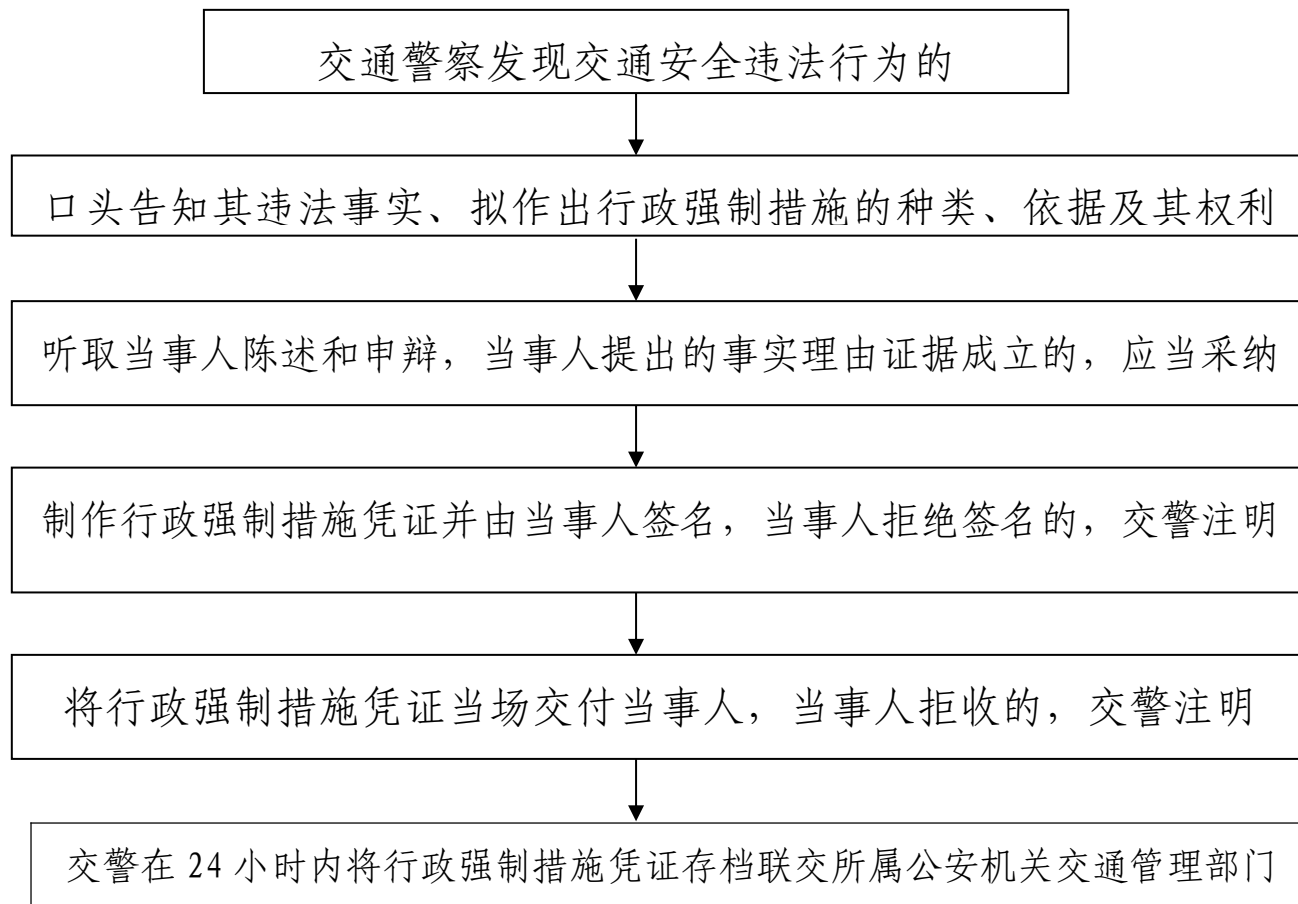 交通警察发现交通安全违法行为的
口头告知其违法事实、拟作出行政强制措施的种类、依据及其权利
听取当事人陈述和申辩，当事人提出的事实理由证据成立的，应当采纳
制作行政强制措施凭证并由当事人签名，当事人拒绝签名的，交警注明
将行政强制措施凭证当场交付当事人，当事人拒收的，交警注明
交警在 24 小时内将行政强制措施凭证存档联交所属公安机关交通管理部门